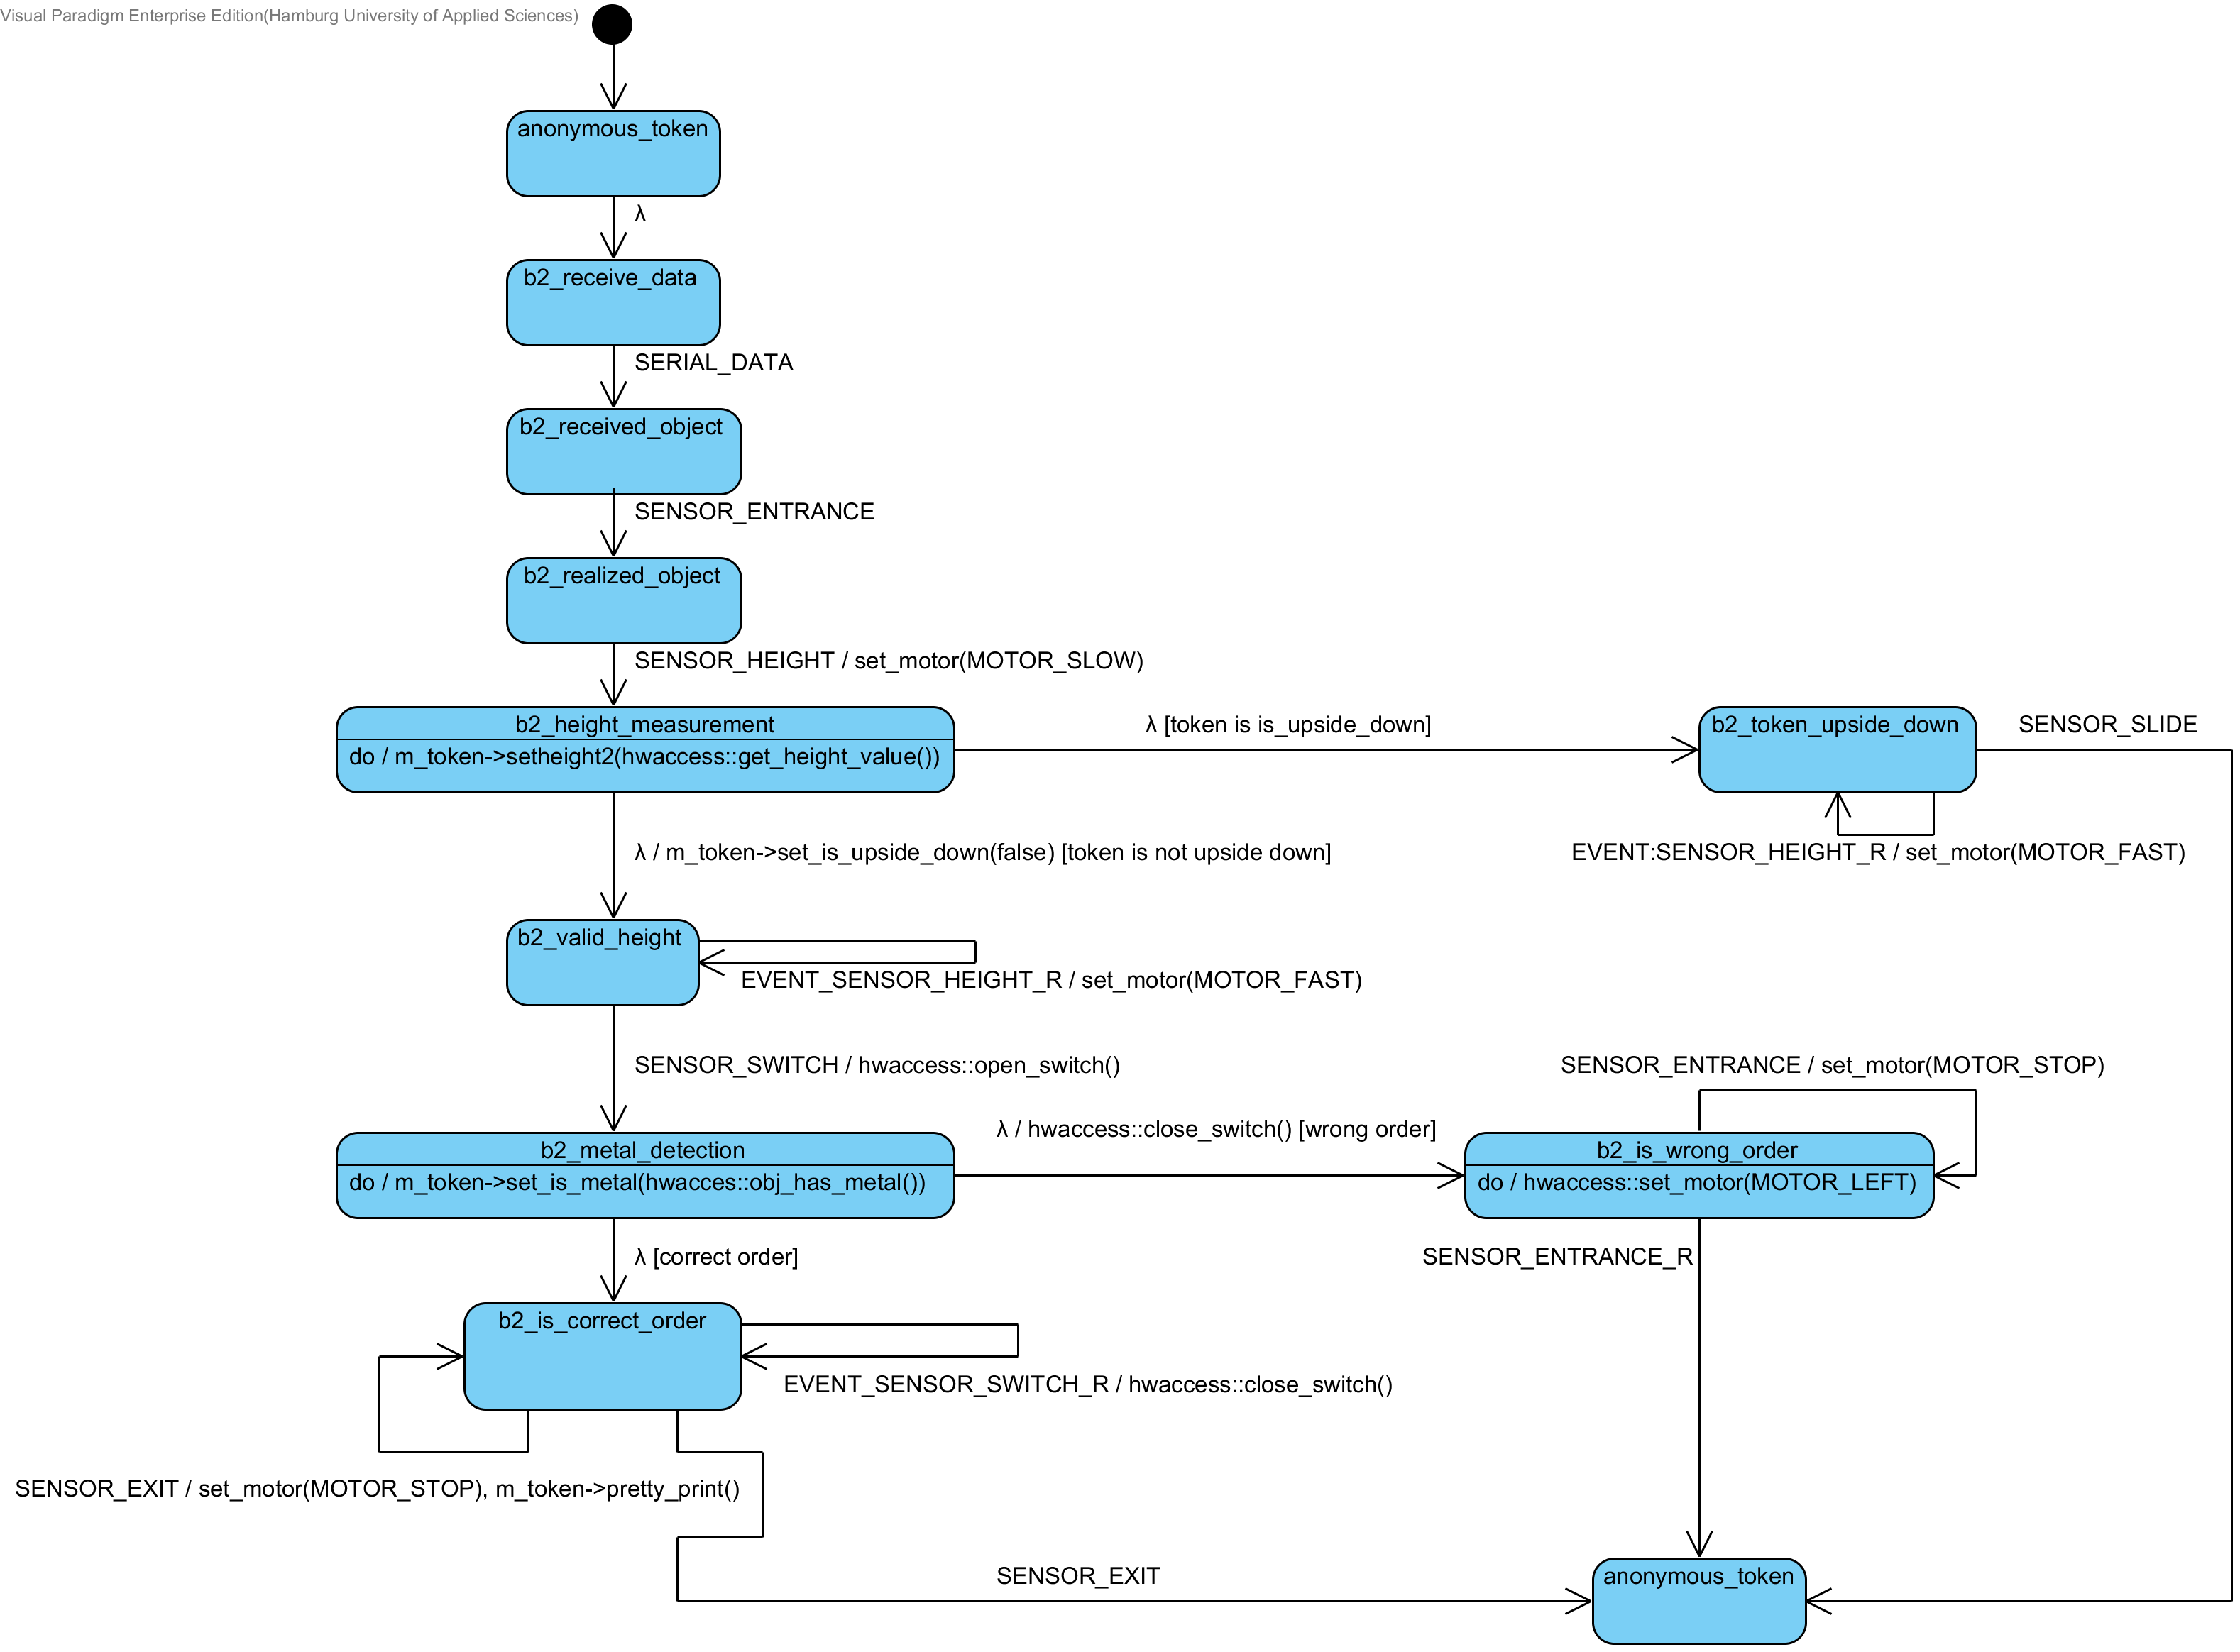 Visual Paradigm Enterprise Edition(Hamburg University of Applied Sciences)
anonymous_token
λ
b2_receive_data
SERIAL_DATA
b2_received_object
SENSOR_ENTRANCE
b2_realized_object
SENSOR_HEIGHT / set_motor(MOTOR_SLOW)
b2_height_measurement
do / m_token->setheight2(hwaccess::get_height_value())
λ [token is is_upside_down]
b2_token_upside_down
SENSOR_SLIDE
λ / m_token->set_is_upside_down(false) [token is not upside down]
EVENT:SENSOR_HEIGHT_R / set_motor(MOTOR_FAST)
b2_valid_height
EVENT_SENSOR_HEIGHT_R / set_motor(MOTOR_FAST)
SENSOR_SWITCH / hwaccess::open_switch()
SENSOR_ENTRANCE / set_motor(MOTOR_STOP)
b2_metal_detection
do / m_token->set_is_metal(hwacces::obj_has_metal())
λ / hwaccess::close_switch() [wrong order]
b2_is_wrong_order
do / hwaccess::set_motor(MOTOR_LEFT)
λ [correct order]
SENSOR_ENTRANCE_R
b2_is_correct_order
EVENT_SENSOR_SWITCH_R / hwaccess::close_switch()
SENSOR_EXIT / set_motor(MOTOR_STOP), m_token->pretty_print()
SENSOR_EXIT
anonymous_token